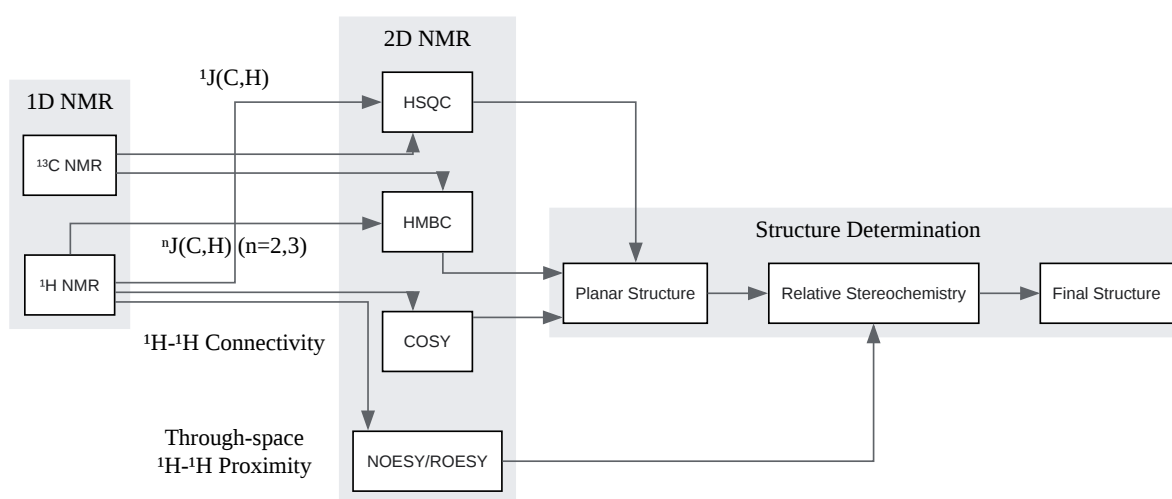 2D NMR
¹J(C,H)
1D NMR
HSQC
¹³C NMR
HMBC
ⁿJ(C,H) (n=2,3)
Structure Determination
¹H NMR
Planar Structure
Relative Stereochemistry
Final Structure
¹H-¹H Connectivity
COSY
Through-space
¹H-¹H Proximity
NOESY/ROESY